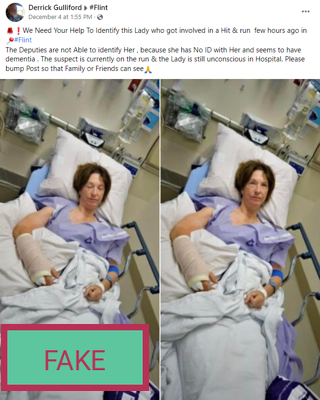 Derrick Gulliford ▸ #Flint
December 4 at 1:55 PM ·
🚨❗We Need Your Help To Identify this Lady who got involved in a Hit & run few hours ago in
📍#Flint
The Deputies are not Able to identify Her , because she has No ID with Her and seems to have
dementia . The suspect is currently on the run & the Lady is still unconscious in Hospital. Please
bump Post so that Family or Friends can see🙏
FAKE